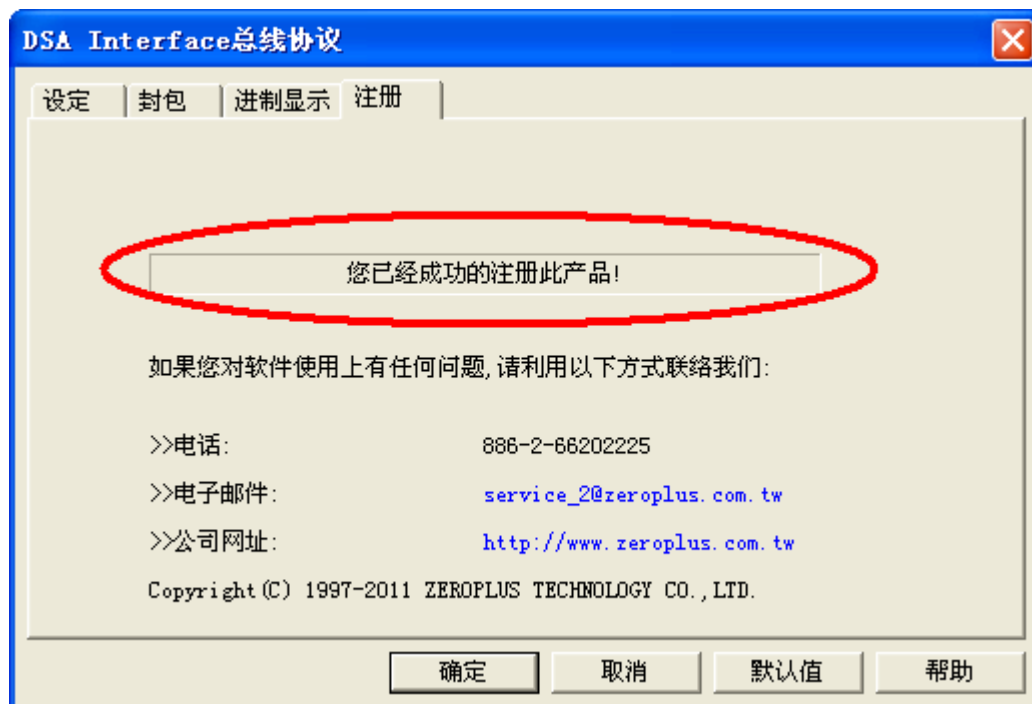 DSA Interface总线协议
设定 封包 进制显示 注册
您已经成功的注册此产品!
如果您对软件使用上有任何问题,请利用以下方式联络我们:
>>电话: 886-2-66202225
>>电子邮件: service_2@zeroplus.com.tw
>>公司网址: http://www.zeroplus.com.tw
Copyright(C) 1997-2011 ZEROPLUS TECHNOLOGY CO.,LTD.
确定 取消 默认值 帮助